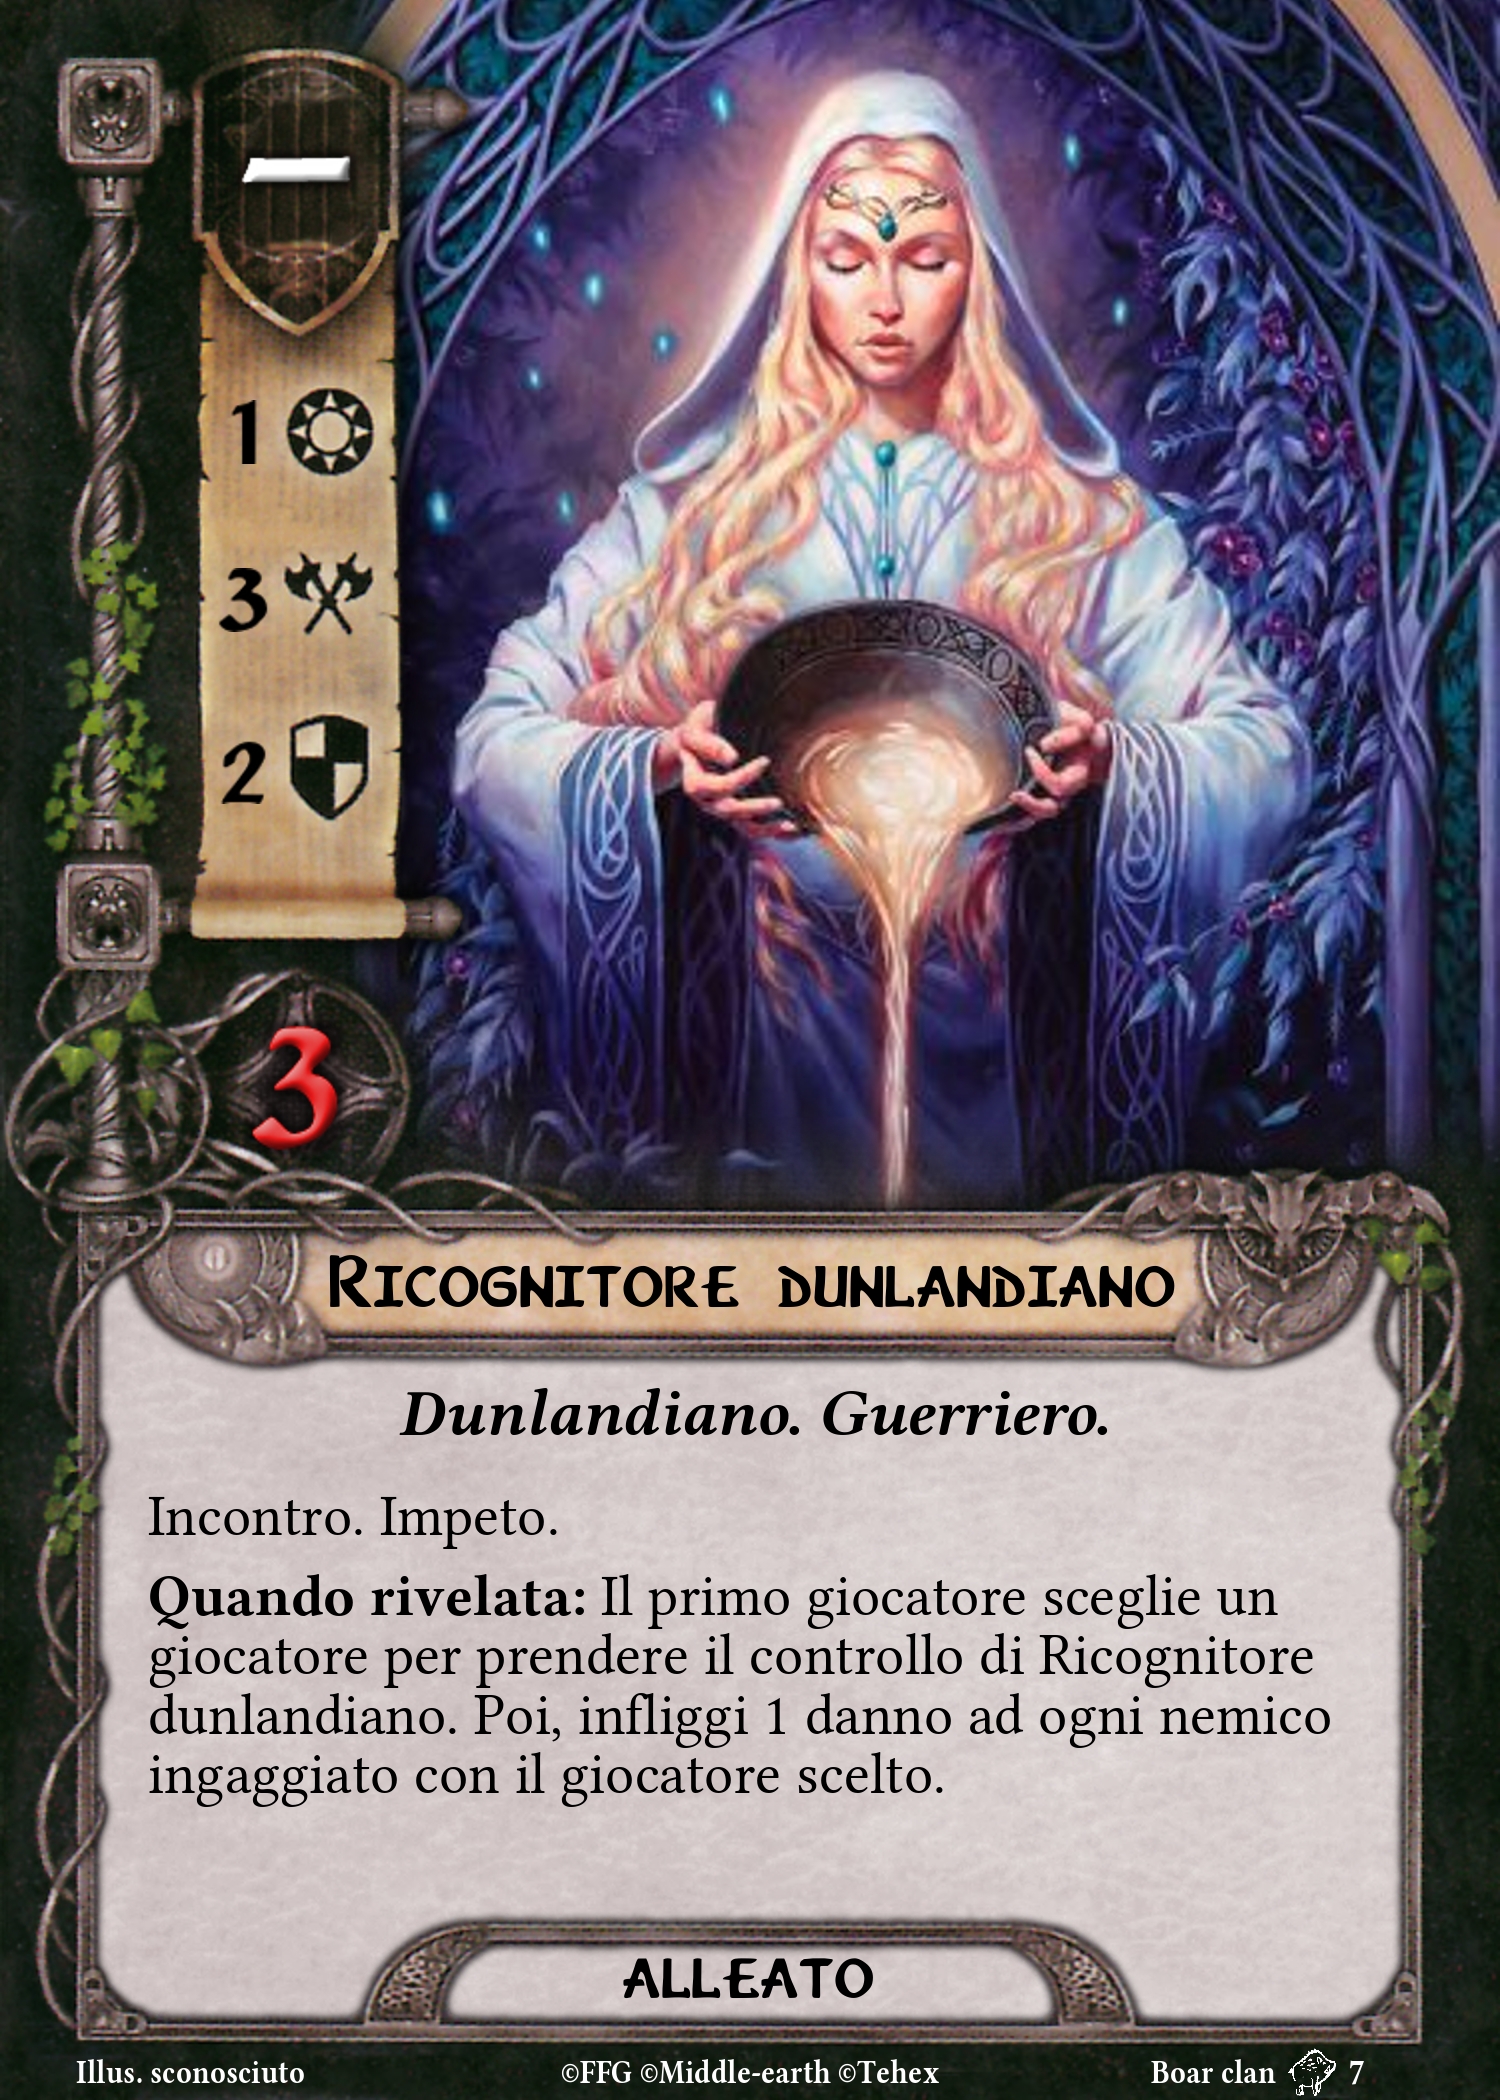 –
1
3
2
3
Ricognitore dunlandiano
Dunlandiano. Guerriero.
Incontro. Impeto.
Quando rivelata: Il primo giocatore sceglie un
giocatore per prendere il controllo di Ricognitore
dunlandiano. Poi, infliggi 1 danno ad ogni nemico
ingaggiato con il giocatore scelto.
ALLEATO
Illus. sconosciuto ©FFG ©Middle-earth ©Tehex Boar clan 7